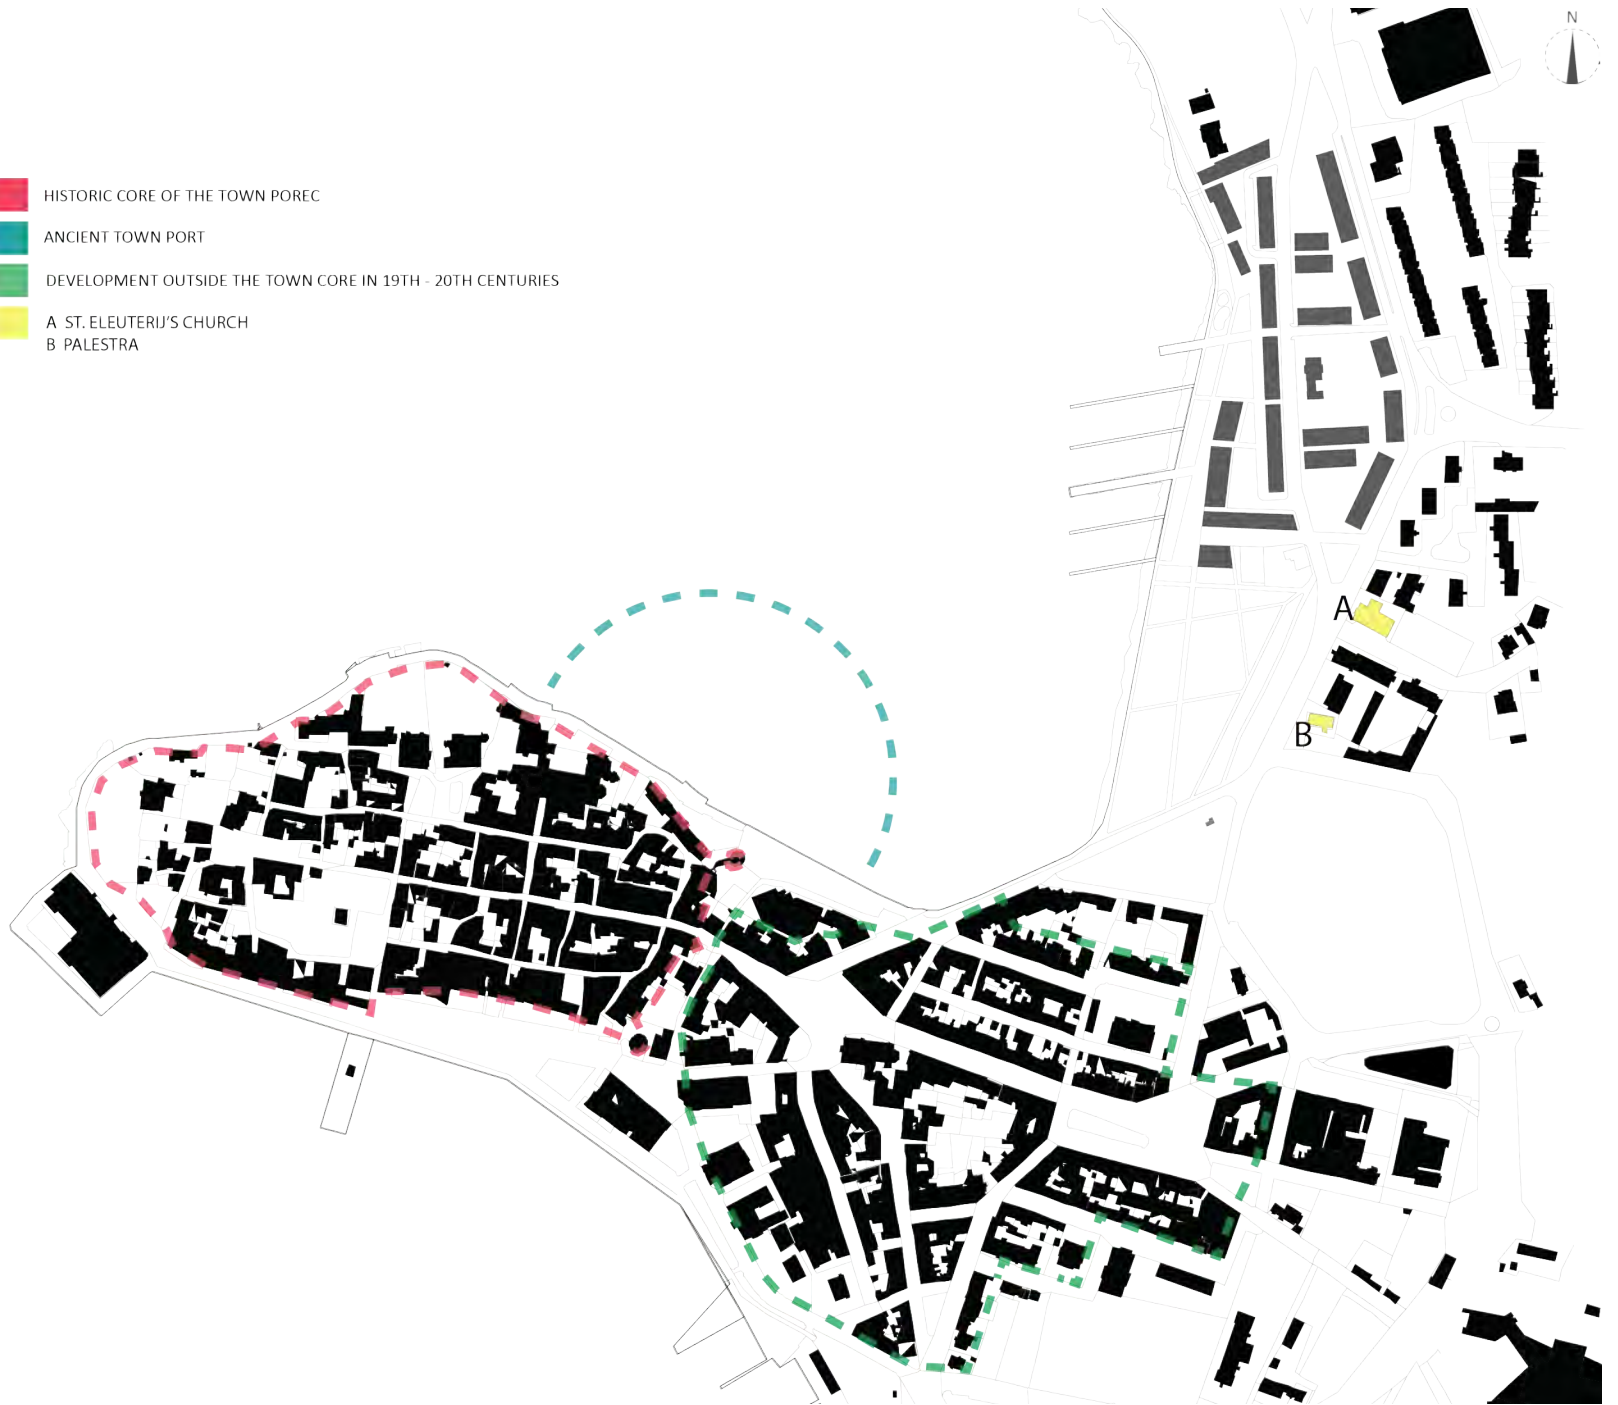 N
HISTORIC CORE OF THE TOWN POREC
ANCIENT TOWN PORT
DEVELOPMENT OUTSIDE THE TOWN CORE IN 19TH - 20TH CENTURIES
A ST. ELEUTERIJ'S CHURCH
B PALESTRA
A
B